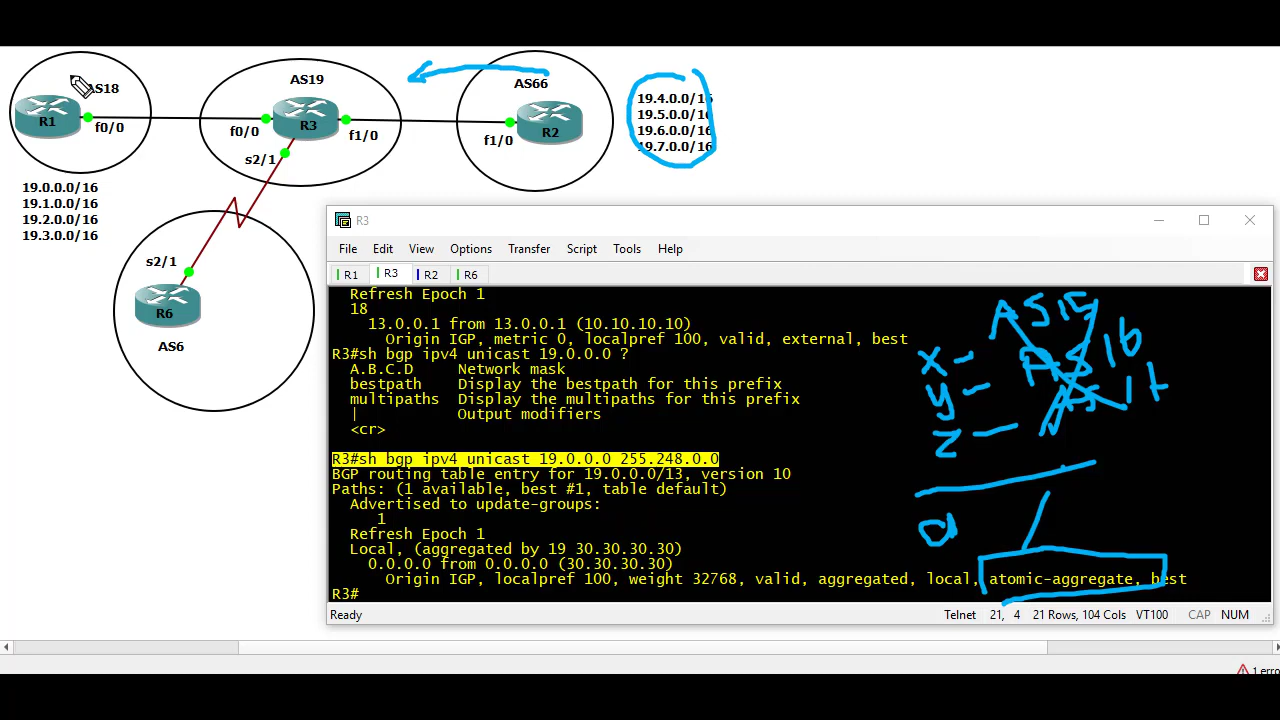 AS18
R1
f0/0
19.0.0.0/16
19.1.0.0/16
19.2.0.0/16
19.3.0.0/16
AS19
f0/0
R3
f1/0
s2/1
AS66
f1/0
R2
19.4.0.0/16
19.5.0.0/16
19.6.0.0/16
19.7.0.0/16
s2/1
R6
AS6
R3
File Edit View Options Transfer Script Tools Help
R1 R3 R2 R6
Refresh Epoch 1
18
13.0.0.1 from 13.0.0.1 (10.10.10.10)
Origin IGP, metric 0, localpref 100, valid, external, best
R3#sh bgp ipv4 unicast 19.0.0.0 ?
A.B.C.D Network mask
bestpath Display the bestpath for this prefix
multipaths Display the multipaths for this prefix
| Output modifiers
<cr>
R3#sh bgp ipv4 unicast 19.0.0.0 255.248.0.0
BGP routing table entry for 19.0.0.0/13, version 10
Paths: (1 available, best #1, table default)
Advertised to update-groups:
1
Refresh Epoch 1
Local, (aggregated by 19 30.30.30.30)
0.0.0.0 from 0.0.0.0 (30.30.30.30)
Origin IGP, localpref 100, weight 32768, valid, aggregated, local, atomic-aggregate, best
R3#
x -
y - AS 16
z -
a
Ready Telnet 21, 4 21 Rows, 104 Cols VT100 CAP NUM